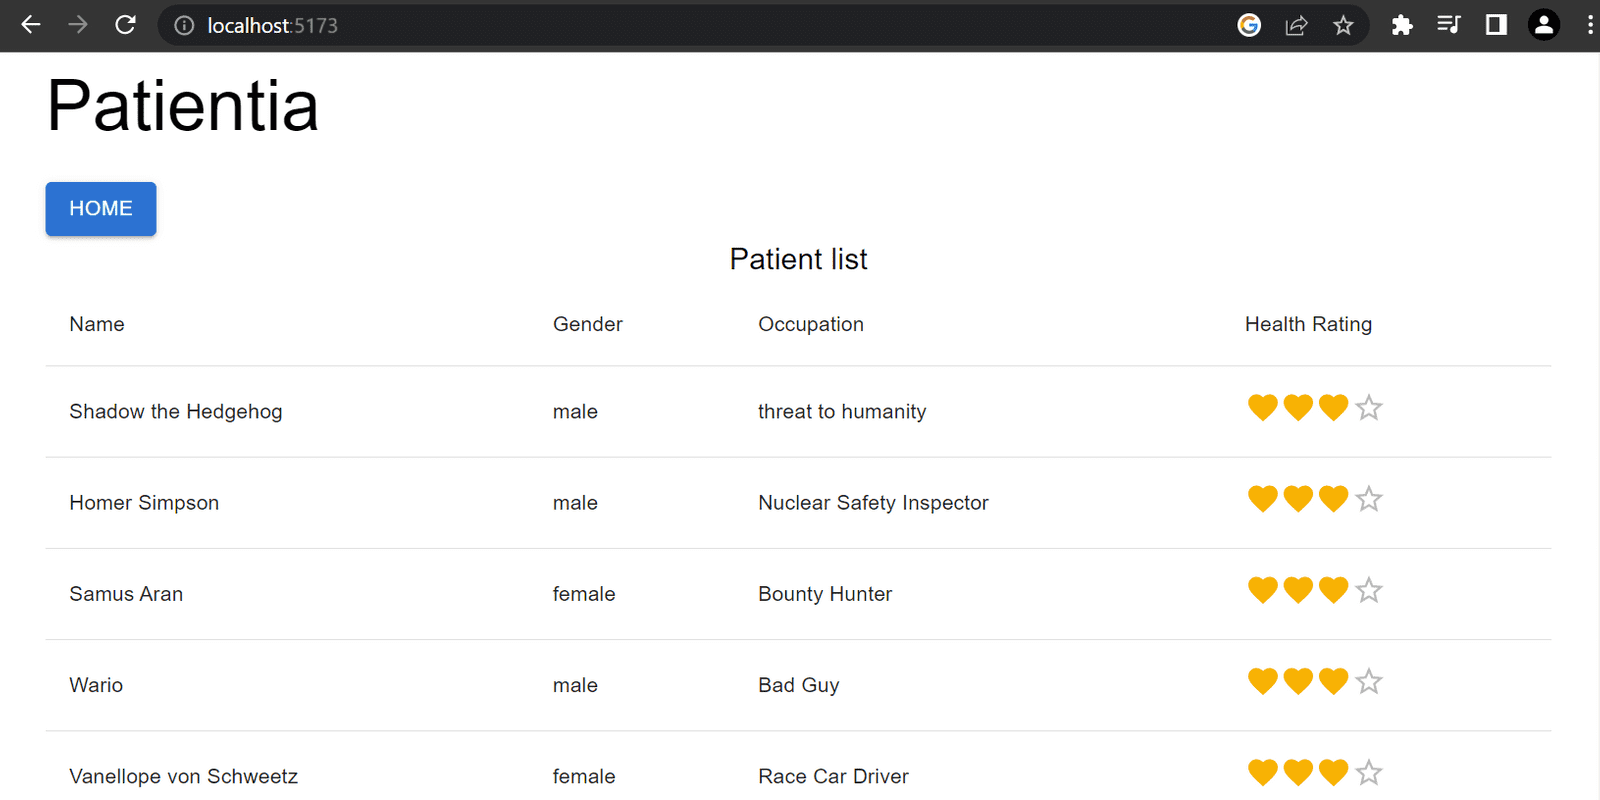 localhost:5173
Patientia
HOME
Patient list
Name Gender Occupation Health Rating
Shadow the Hedgehog male threat to humanity
Homer Simpson male Nuclear Safety Inspector
Samus Aran female Bounty Hunter
Wario male Bad Guy
Vanellope von Schweetz female Race Car Driver